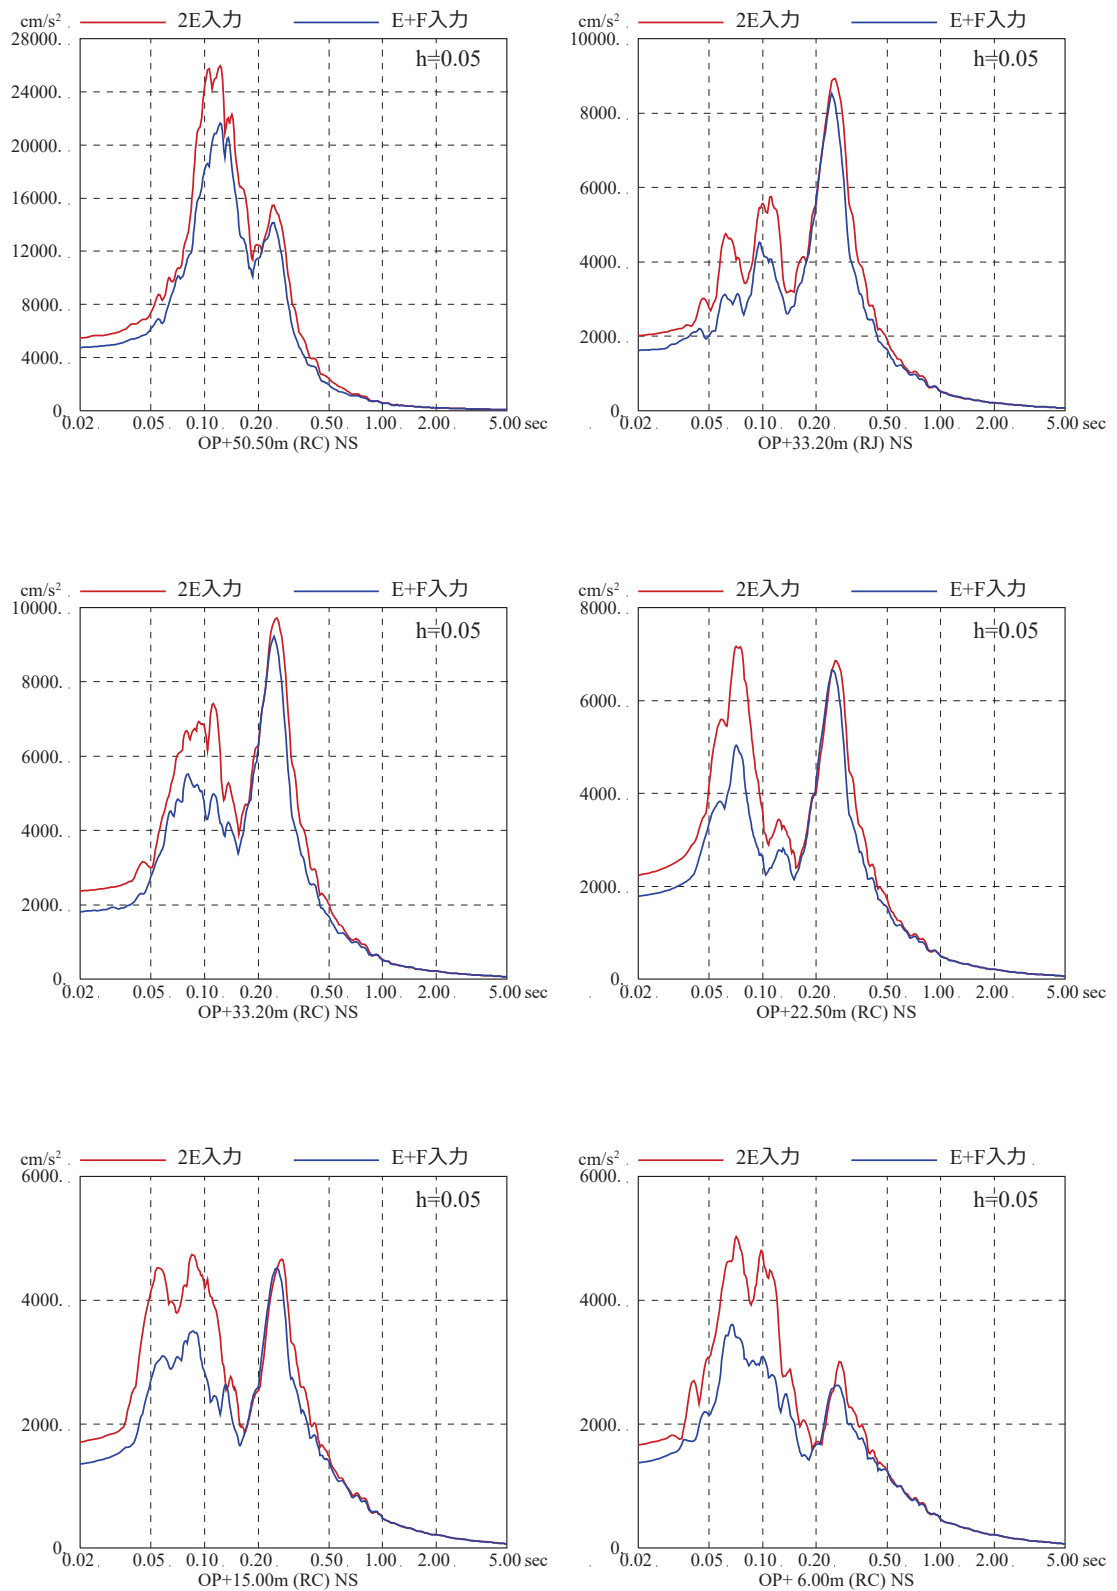 cm/s² 2E入力 E+F入力
28000.
h=0.05
24000.
20000.
16000.
12000.
8000.
4000.
0.
0.02 0.05 0.10 0.20 0.50 1.00 2.00 5.00 sec
OP+50.50m (RC) NS
cm/s² 2E入力 E+F入力
10000.
h=0.05
8000.
6000.
4000.
2000.
0.
0.02 0.05 0.10 0.20 0.50 1.00 2.00 5.00 sec
OP+33.20m (RJ) NS
cm/s² 2E入力 E+F入力
10000.
h=0.05
8000.
6000.
4000.
2000.
0.
0.02 0.05 0.10 0.20 0.50 1.00 2.00 5.00 sec
OP+33.20m (RC) NS
cm/s² 2E入力 E+F入力
8000.
h=0.05
6000.
4000.
2000.
0.
0.02 0.05 0.10 0.20 0.50 1.00 2.00 5.00 sec
OP+22.50m (RC) NS
cm/s² 2E入力 E+F入力
6000.
h=0.05
4000.
2000.
0.
0.02 0.05 0.10 0.20 0.50 1.00 2.00 5.00 sec
OP+15.00m (RC) NS
cm/s² 2E入力 E+F入力
6000.
h=0.05
4000.
2000.
0.
0.02 0.05 0.10 0.20 0.50 1.00 2.00 5.00 sec
OP+ 6.00m (RC) NS